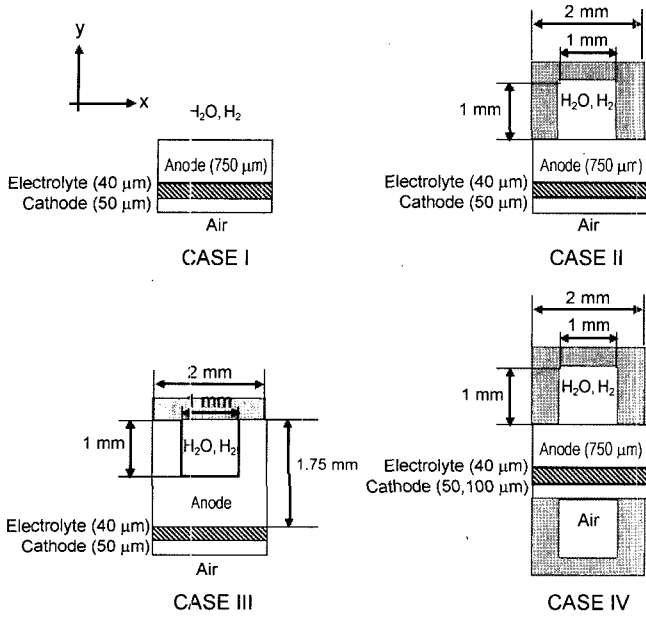 y
x
H₂O, H₂
Anode (750 μm)
Electrolyte (40 μm)
Cathode (50 μm)
Air
CASE I
2 mm
1 mm
1 mm
H₂O, H₂
Anode (750 μm)
Electrolyte (40 μm)
Cathode (50 μm)
Air
CASE II
2 mm
1 mm
1 mm
H₂O, H₂
1.75 mm
Anode
Electrolyte (40 μm)
Cathode (50 μm)
Air
CASE III
2 mm
1 mm
1 mm
H₂O, H₂
Anode (750 μm)
Electrolyte (40 μm)
Cathode (50,100 μm)
Air
CASE IV